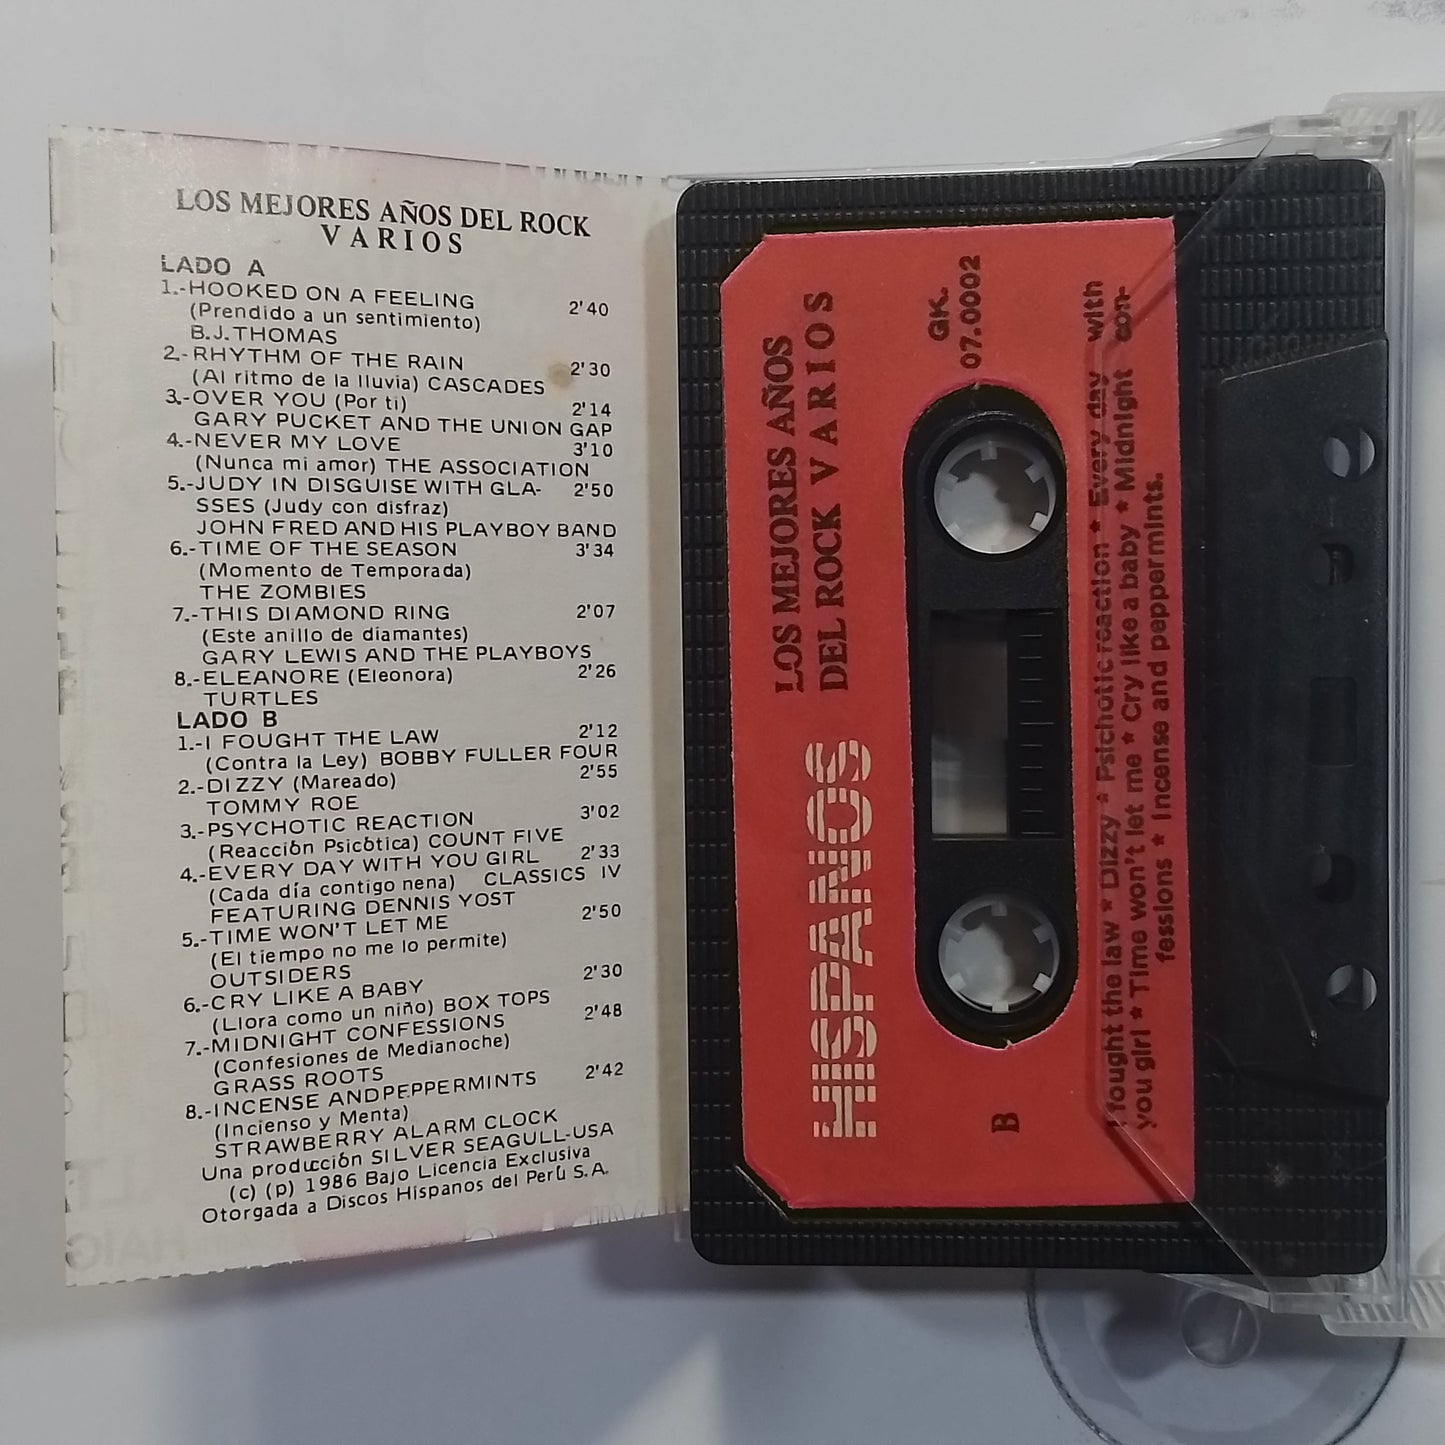 LOS MEJORES AÑOS DEL ROCK
VARIOS
LADO A
1.-HOOKED ON A FEELING 2'40
(Prendido a un sentimiento)
B.J. THOMAS
2.-RHYTHM OF THE RAIN 2'30
(Al ritmo de la lluvia) CASCADES
3.-OVER YOU (Por ti) 2'14
GARY PUCKET AND THE UNION GAP
4.-NEVER MY LOVE 3'10
(Nunca mi amor) THE ASSOCIATION
5.-JUDY IN DISGUISE WITH GLA- 2'50
SSES (Judy con disfraz)
JOHN FRED AND HIS PLAYBOY BAND
6.-TIME OF THE SEASON 3'34
(Momento de Temporada)
THE ZOMBIES
7.-THIS DIAMOND RING 2'07
(Este anillo de diamantes)
GARY LEWIS AND THE PLAYBOYS
8.-ELEANORE (Eleonora) 2'26
TURTLES
LADO B
1.-I FOUGHT THE LAW 2'12
(Contra la Ley) BOBBY FULLER FOUR
2.-DIZZY (Mareado) 2'55
TOMMY ROE
3.-PSYCHOTIC REACTION 3'02
(Reacción Psicótica) COUNT FIVE
4.-EVERY DAY WITH YOU GIRL 2'33
(Cada día contigo nena) CLASSICS IV
FEATURING DENNIS YOST
5.-TIME WON'T LET ME 2'50
(El tiempo no me lo permite)
OUTSIDERS
6.-CRY LIKE A BABY 2'30
(Llora como un niño) BOX TOPS
7.-MIDNIGHT CONFESSIONS 2'48
(Confesiones de Medianoche)
GRASS ROOTS
8.-INCENSE ANDPEPPERMINTS 2'42
(Incienso y Menta)
STRAWBERRY ALARM CLOCK
Una producción SILVER SEAGULL-USA
(c) (p) 1986 Bajo Licencia Exclusiva
Otorgada a Discos Hispanos del Perú S.A.
HISPANOS
LOS MEJORES AÑOS
DEL ROCK VARIOS
GK.
07.0002
B
I fought the law * Dizzy * Psichotic reaction * Every day with
you girl * Time won't let me * Cry like a baby * Midnight con-
fessions * Incense and peppermints.